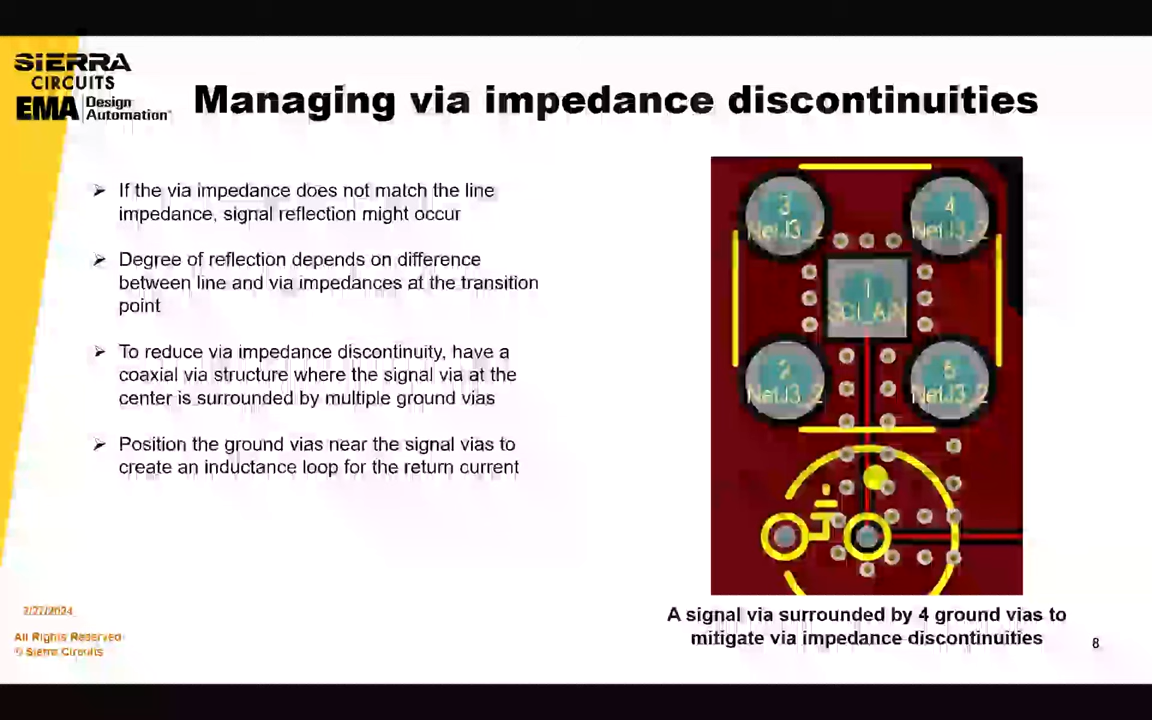 SIERRA
CIRCUITS
EMA Design
Automation
Managing via impedance discontinuities
If the via impedance does not match the line
impedance, signal reflection might occur
Degree of reflection depends on difference
between line and via impedances at the transition
point
To reduce via impedance discontinuity, have a
coaxial via structure where the signal via at the
center is surrounded by multiple ground vias
Position the ground vias near the signal vias to
create an inductance loop for the return current
3
NetJ3_2
4
NetJ3_2
1
2
NetJ3_2
5
NetJ3_2
A signal via surrounded by 4 ground vias to
mitigate via impedance discontinuities
2/27/2024
All Rights Reserved
© Sierra Circuits
8